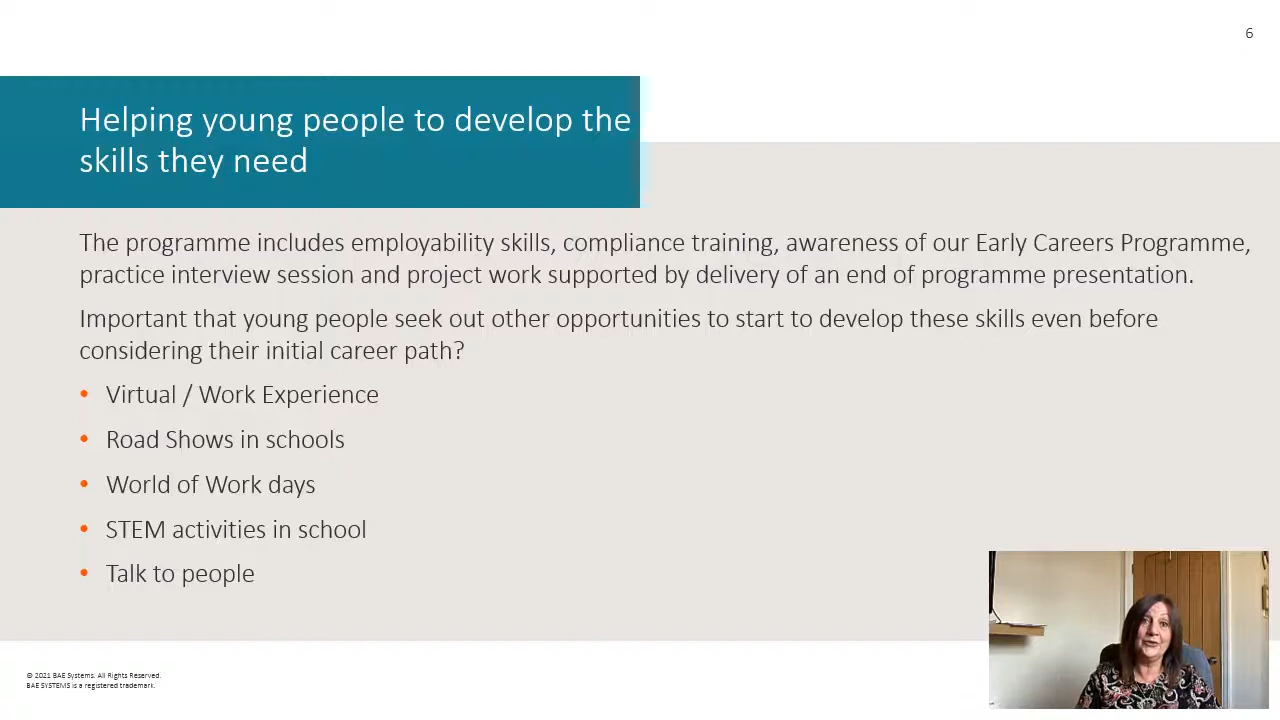 6
Helping young people to develop the
skills they need
The programme includes employability skills, compliance training, awareness of our Early Careers Programme,
practice interview session and project work supported by delivery of an end of programme presentation.
Important that young people seek out other opportunities to start to develop these skills even before
considering their initial career path?
• Virtual / Work Experience
• Road Shows in schools
• World of Work days
• STEM activities in school
• Talk to people
© 2021 BAE Systems. All Rights Reserved.
BAE SYSTEMS is a registered trademark.